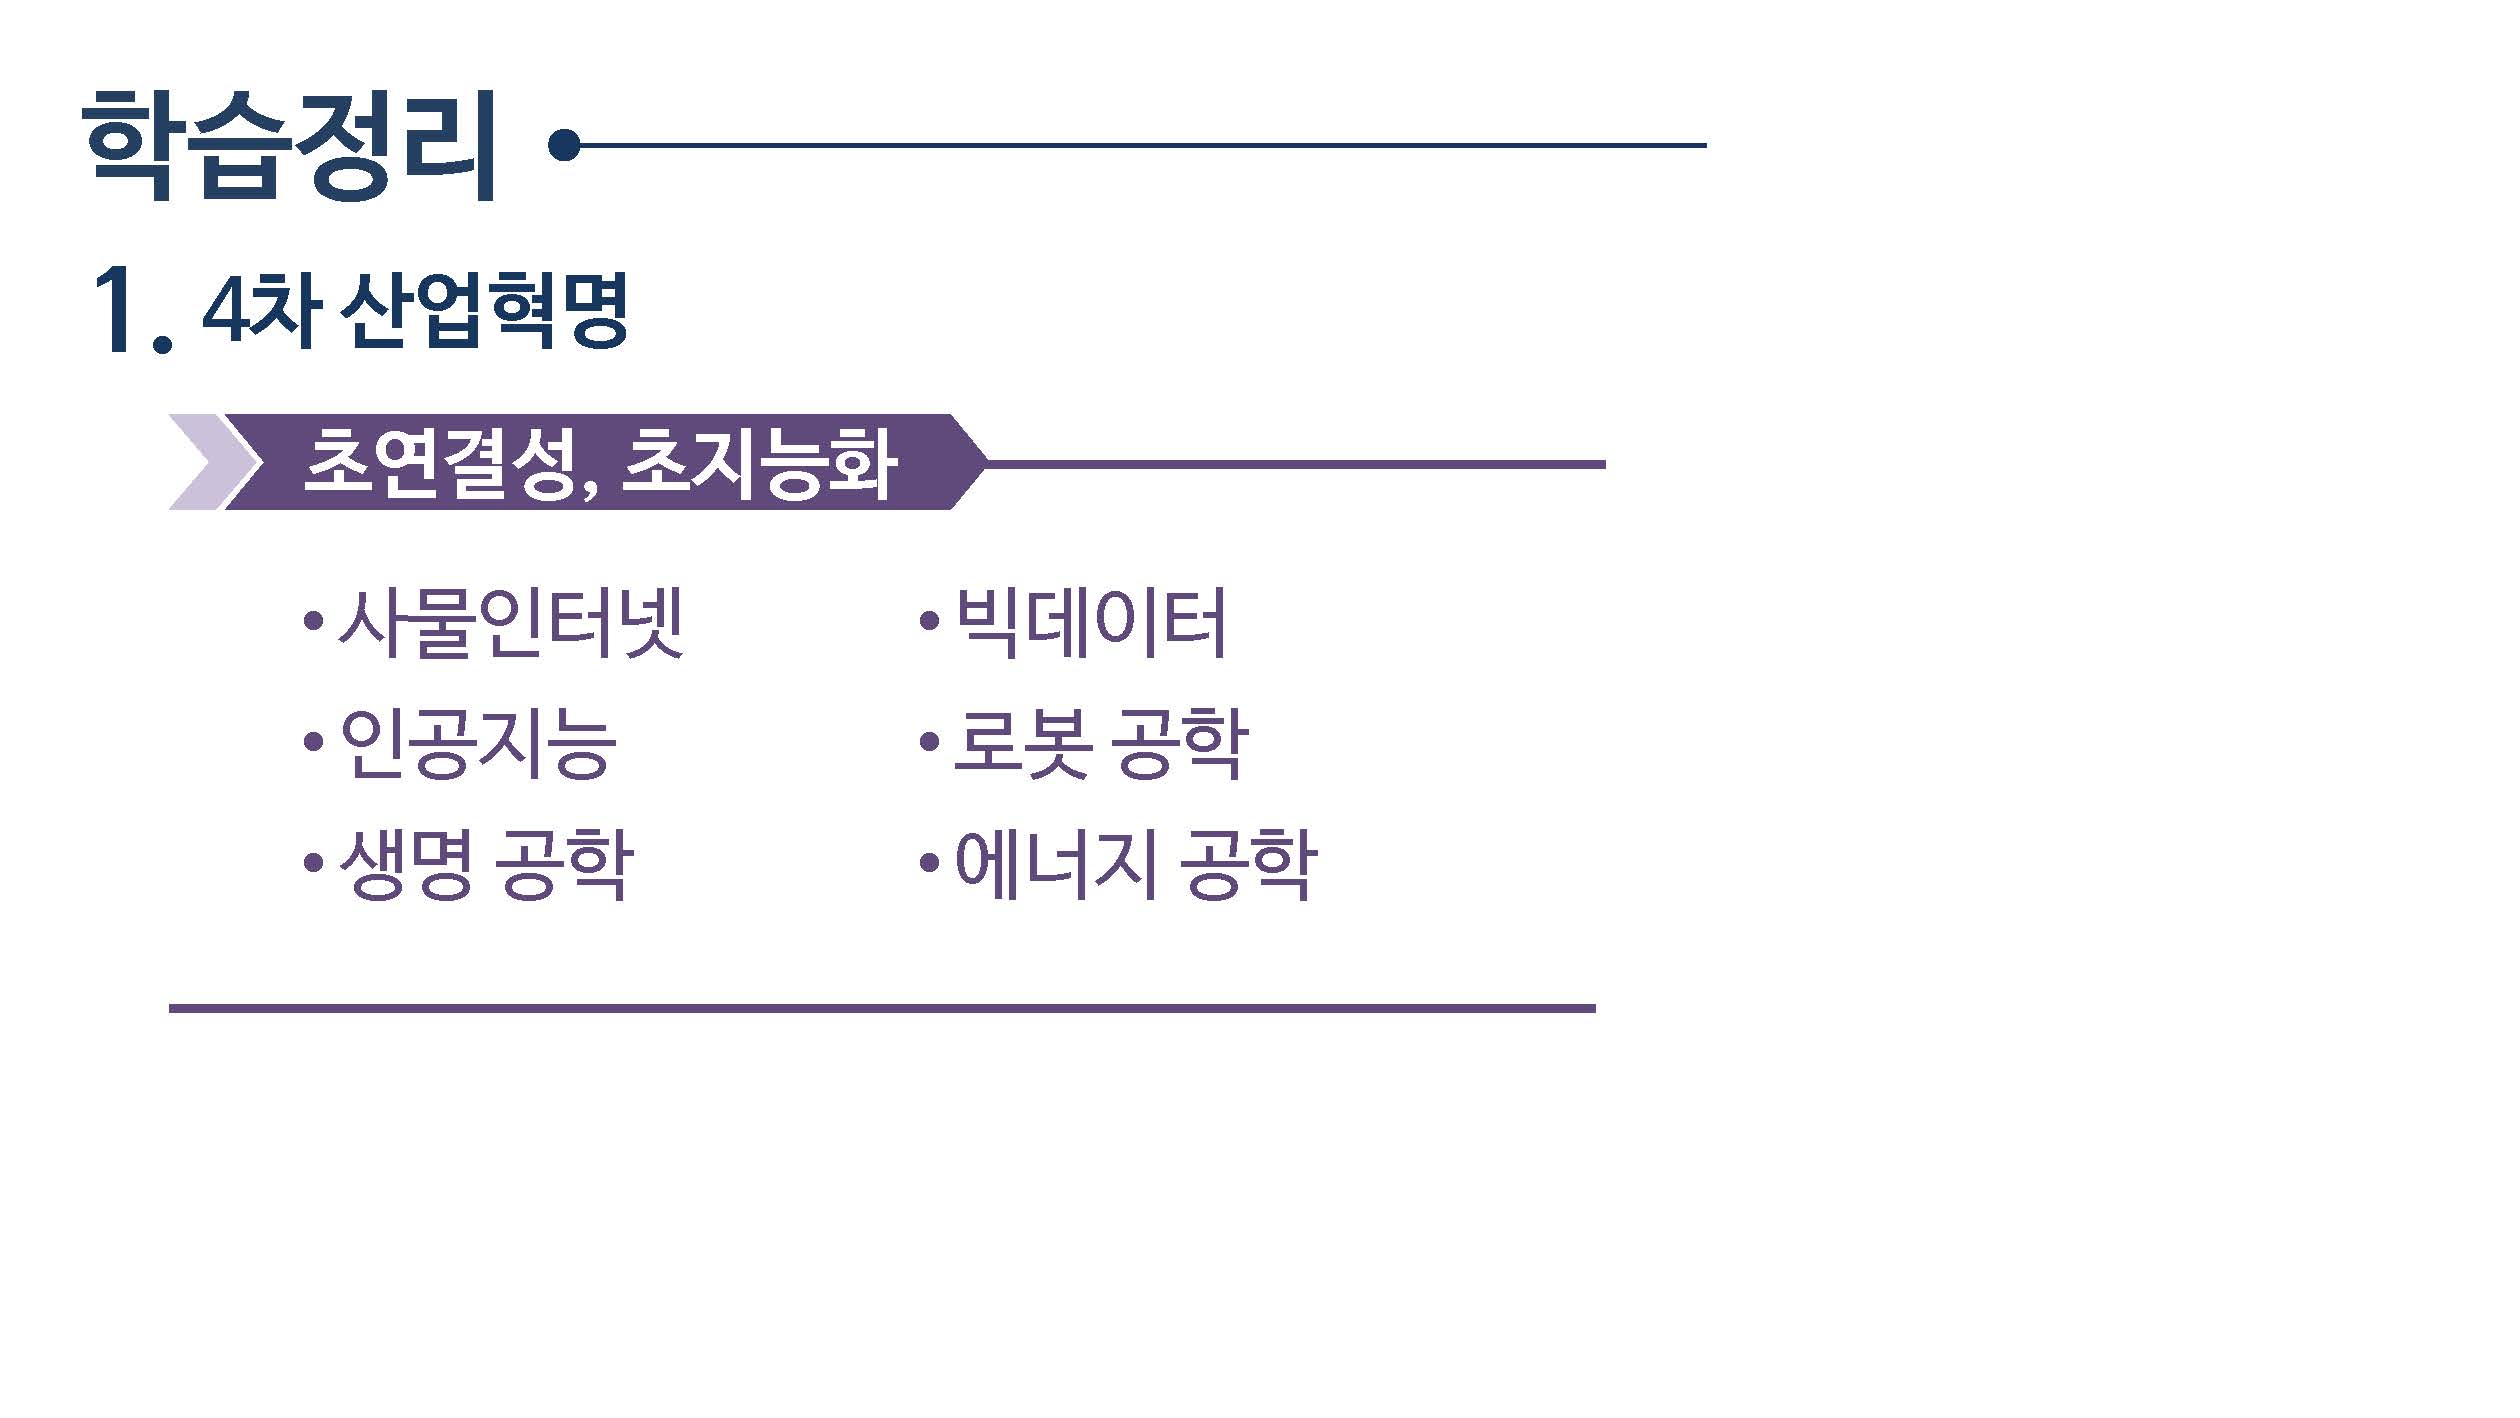 학습정리
1. 4차 산업혁명
초연결성, 초지능화
• 사물인터넷
• 빅데이터
• 인공지능
• 로봇 공학
• 생명 공학
• 에너지 공학